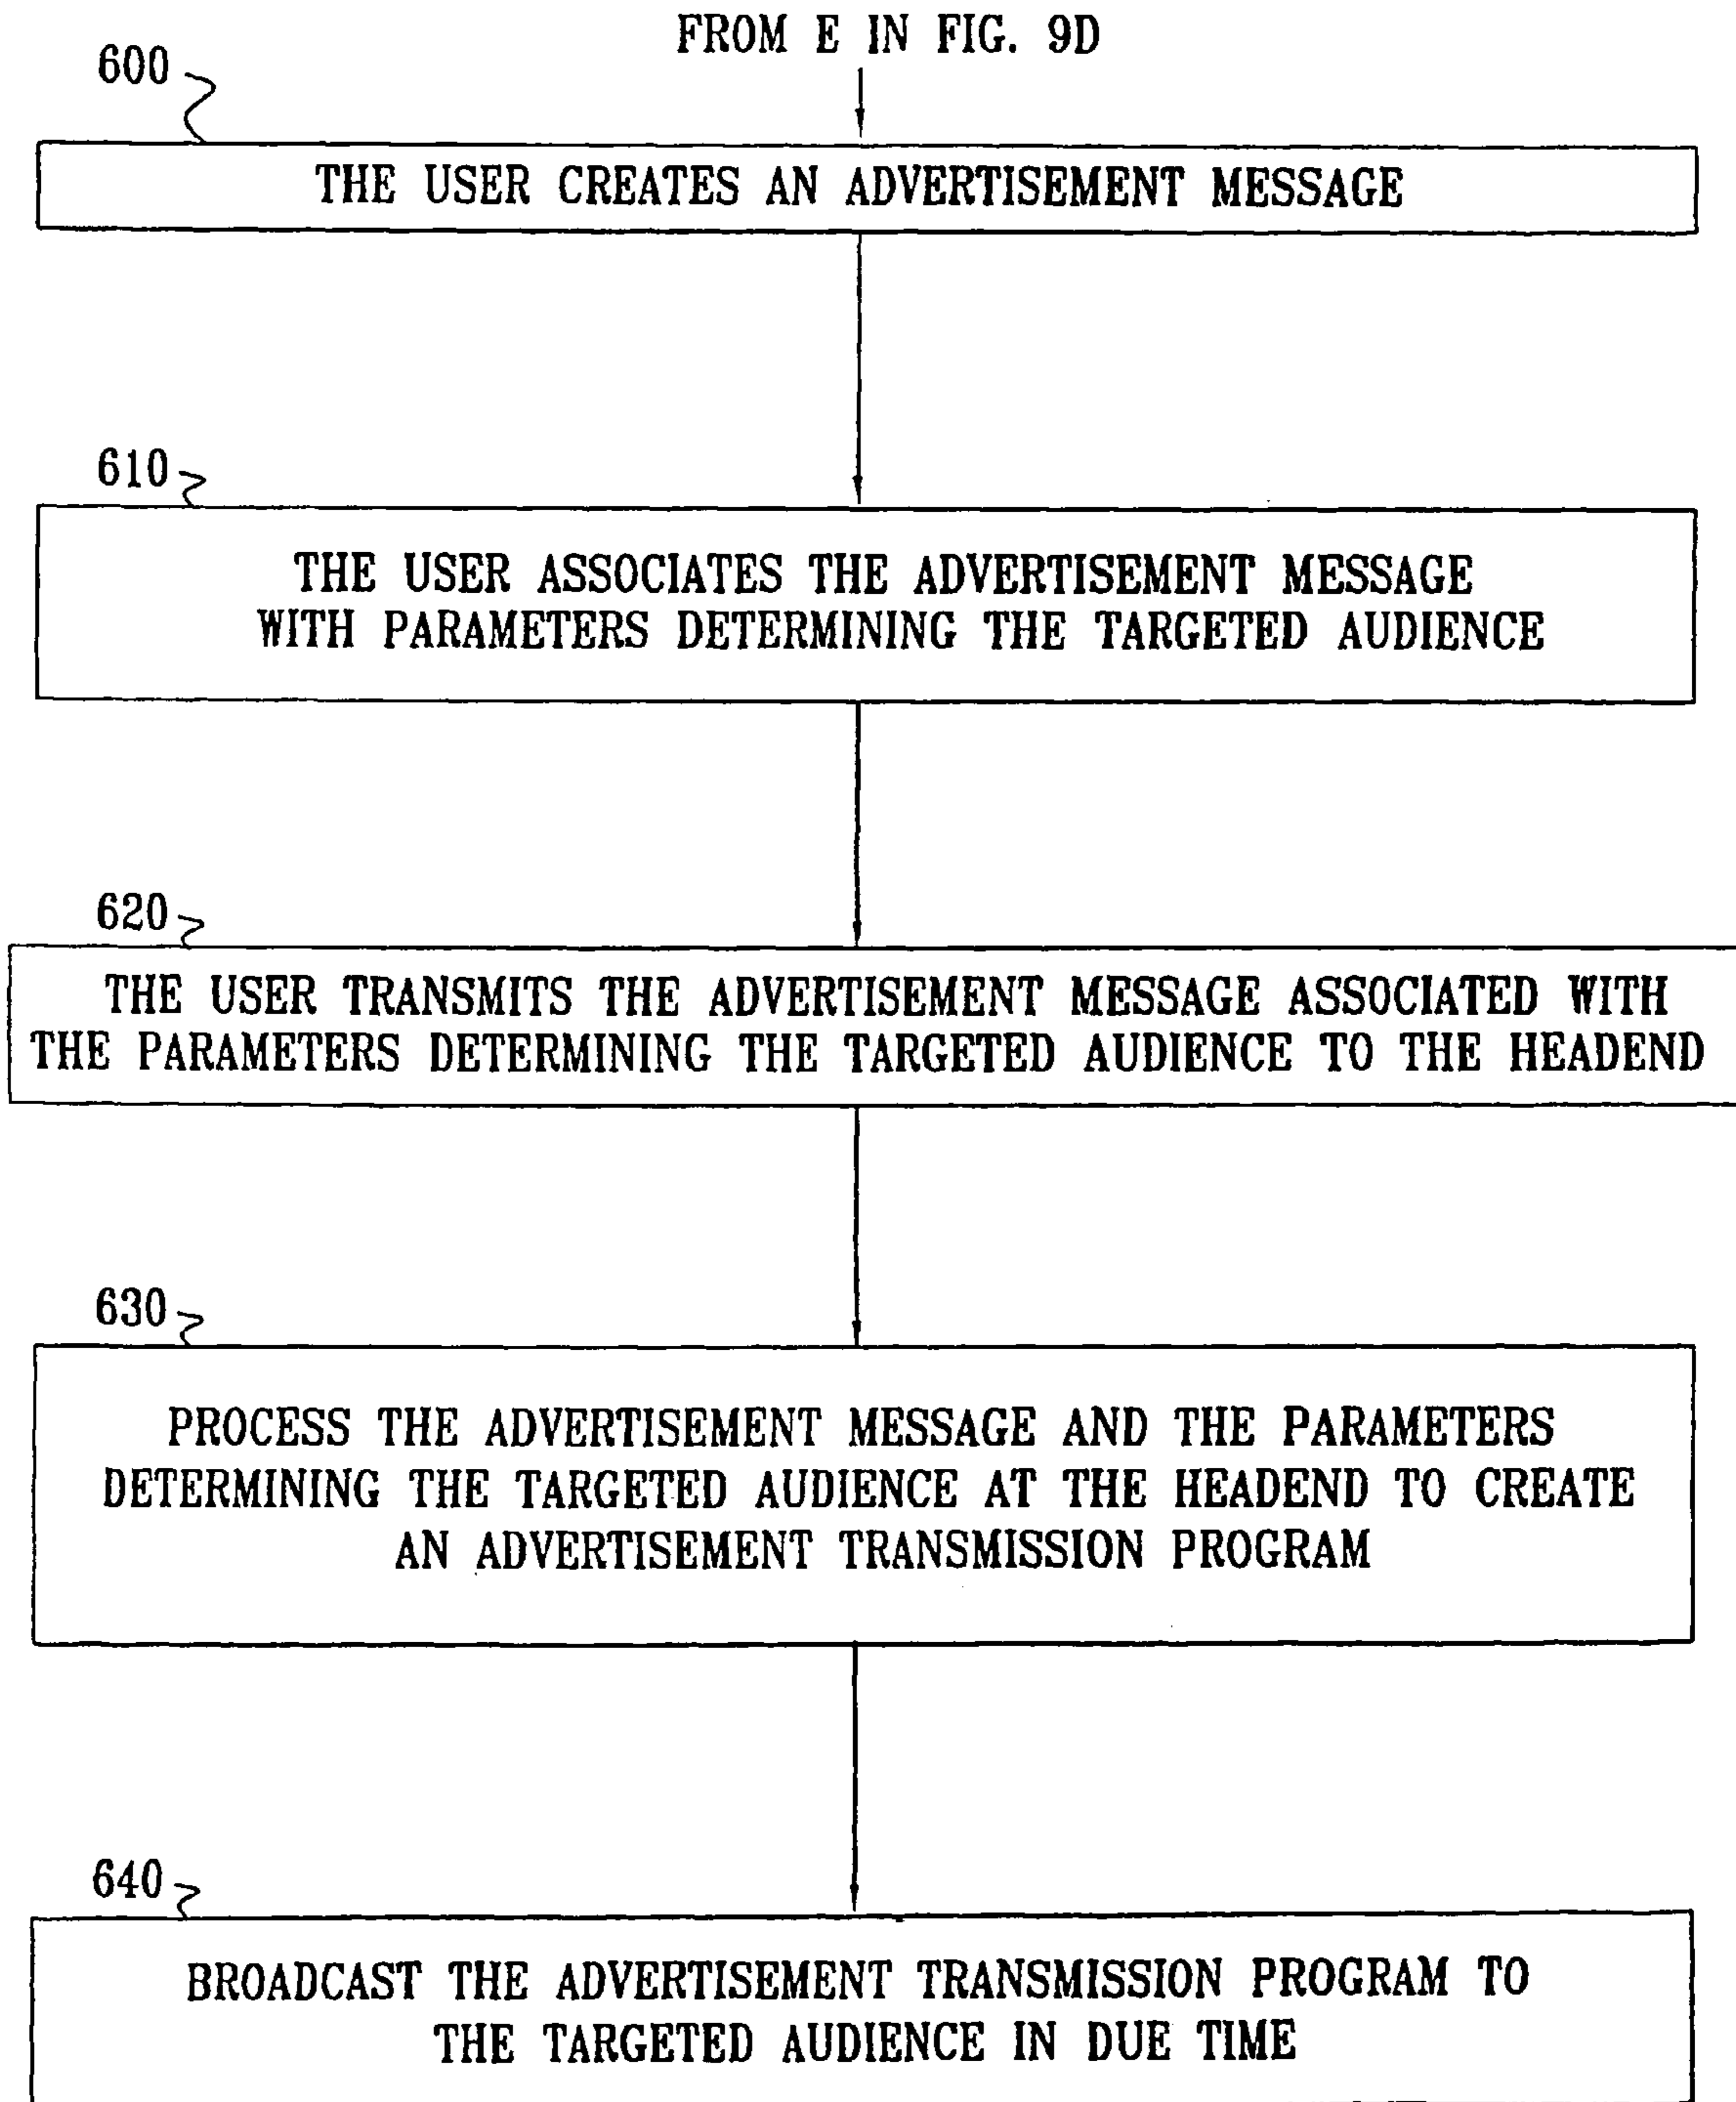 FROM E IN FIG. 9D
600
THE USER CREATES AN ADVERTISEMENT MESSAGE
610
THE USER ASSOCIATES THE ADVERTISEMENT MESSAGE
WITH PARAMETERS DETERMINING THE TARGETED AUDIENCE
620
THE USER TRANSMITS THE ADVERTISEMENT MESSAGE ASSOCIATED WITH
THE PARAMETERS DETERMINING THE TARGETED AUDIENCE TO THE HEADEND
630
PROCESS THE ADVERTISEMENT MESSAGE AND THE PARAMETERS
DETERMINING THE TARGETED AUDIENCE AT THE HEADEND TO CREATE
AN ADVERTISEMENT TRANSMISSION PROGRAM
640
BROADCAST THE ADVERTISEMENT TRANSMISSION PROGRAM TO
THE TARGETED AUDIENCE IN DUE TIME